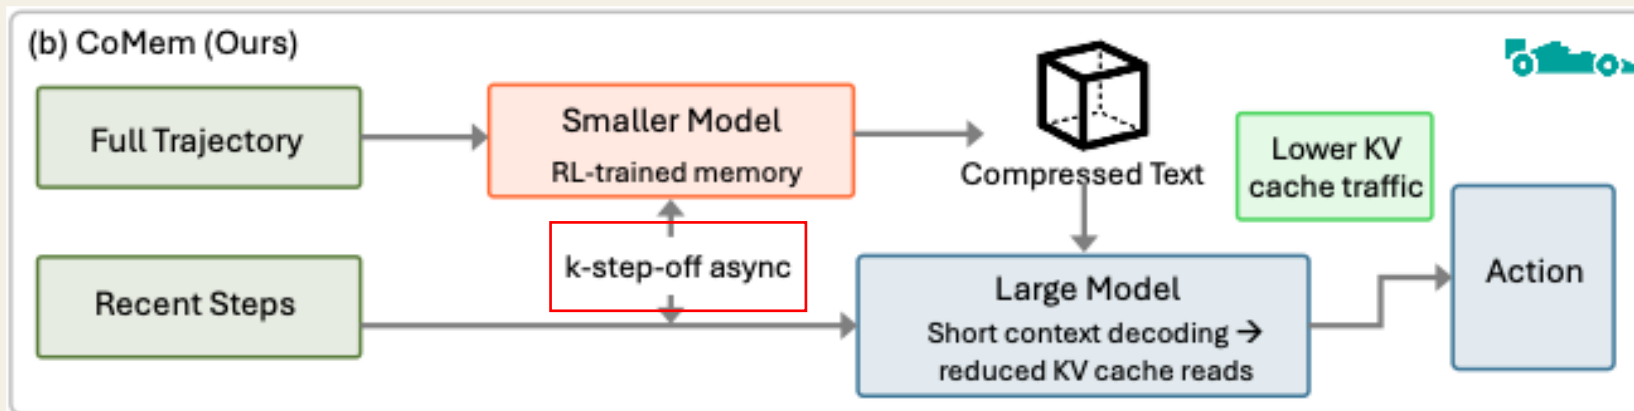 (b) CoMem (Ours)
Full Trajectory
Smaller Model
RL-trained memory
Compressed Text
Lower KV
cache traffic
k-step-off async
Recent Steps
Large Model
Short context decoding →
reduced KV cache reads
Action